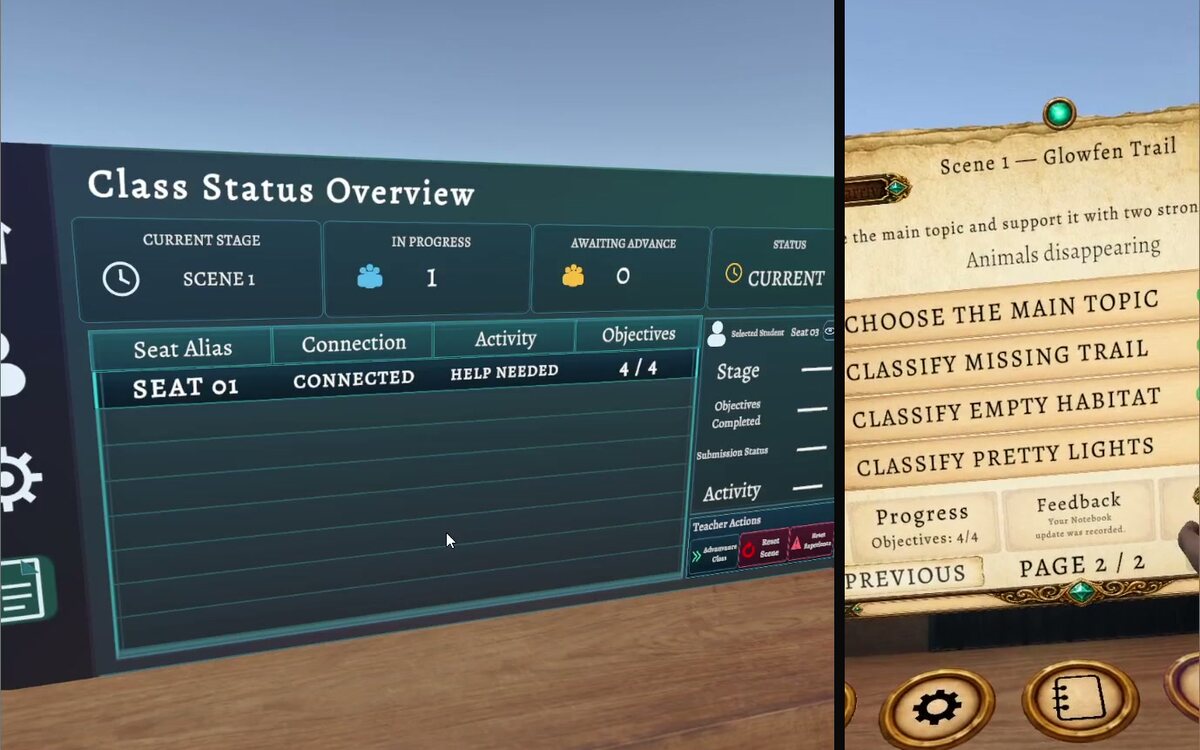 Class Status Overview
CURRENT STAGE
SCENE 1
IN PROGRESS
1
AWAITING ADVANCE
0
STATUS
CURRENT
Seat Alias Connection Activity Objectives
SEAT 01 CONNECTED HELP NEEDED 4 / 4
Selected Student Seat 03
Stage
Objectives
Completed
Submission Status
Activity
Teacher Actions
Class
Reset
Scene
Reset
Experience
Scene 1 — Glowfen Trail
the main topic and support it with two stron
Animals disappearing
CHOOSE THE MAIN TOPIC
CLASSIFY MISSING TRAIL
CLASSIFY EMPTY HABITAT
CLASSIFY PRETTY LIGHTS
Progress
Objectives: 4/4
Feedback
Your Notebook
update was recorded.
PREVIOUS
PAGE 2 / 2